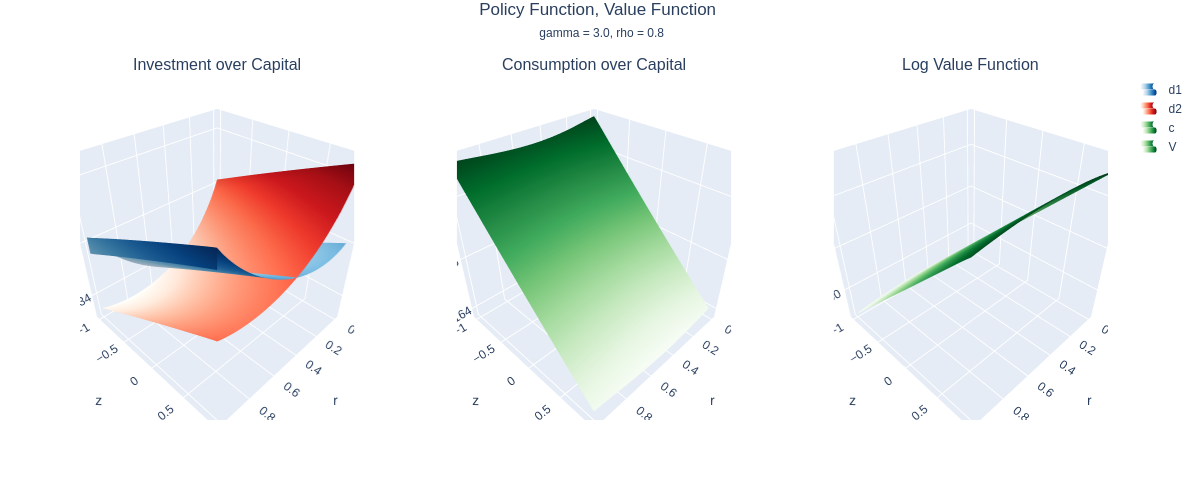 Policy Function, Value Function
gamma = 3.0, rho = 0.8
Investment over Capital
Consumption over Capital
Log Value Function
d1
d2
c
V
−1
−0.5
0
0.5
z
0
0.2
0.4
0.6
0.8
r
−1
−0.5
0
0.5
z
0
0.2
0.4
0.6
0.8
r
−1
−0.5
0
0.5
z
0
0.2
0.4
0.6
0.8
r